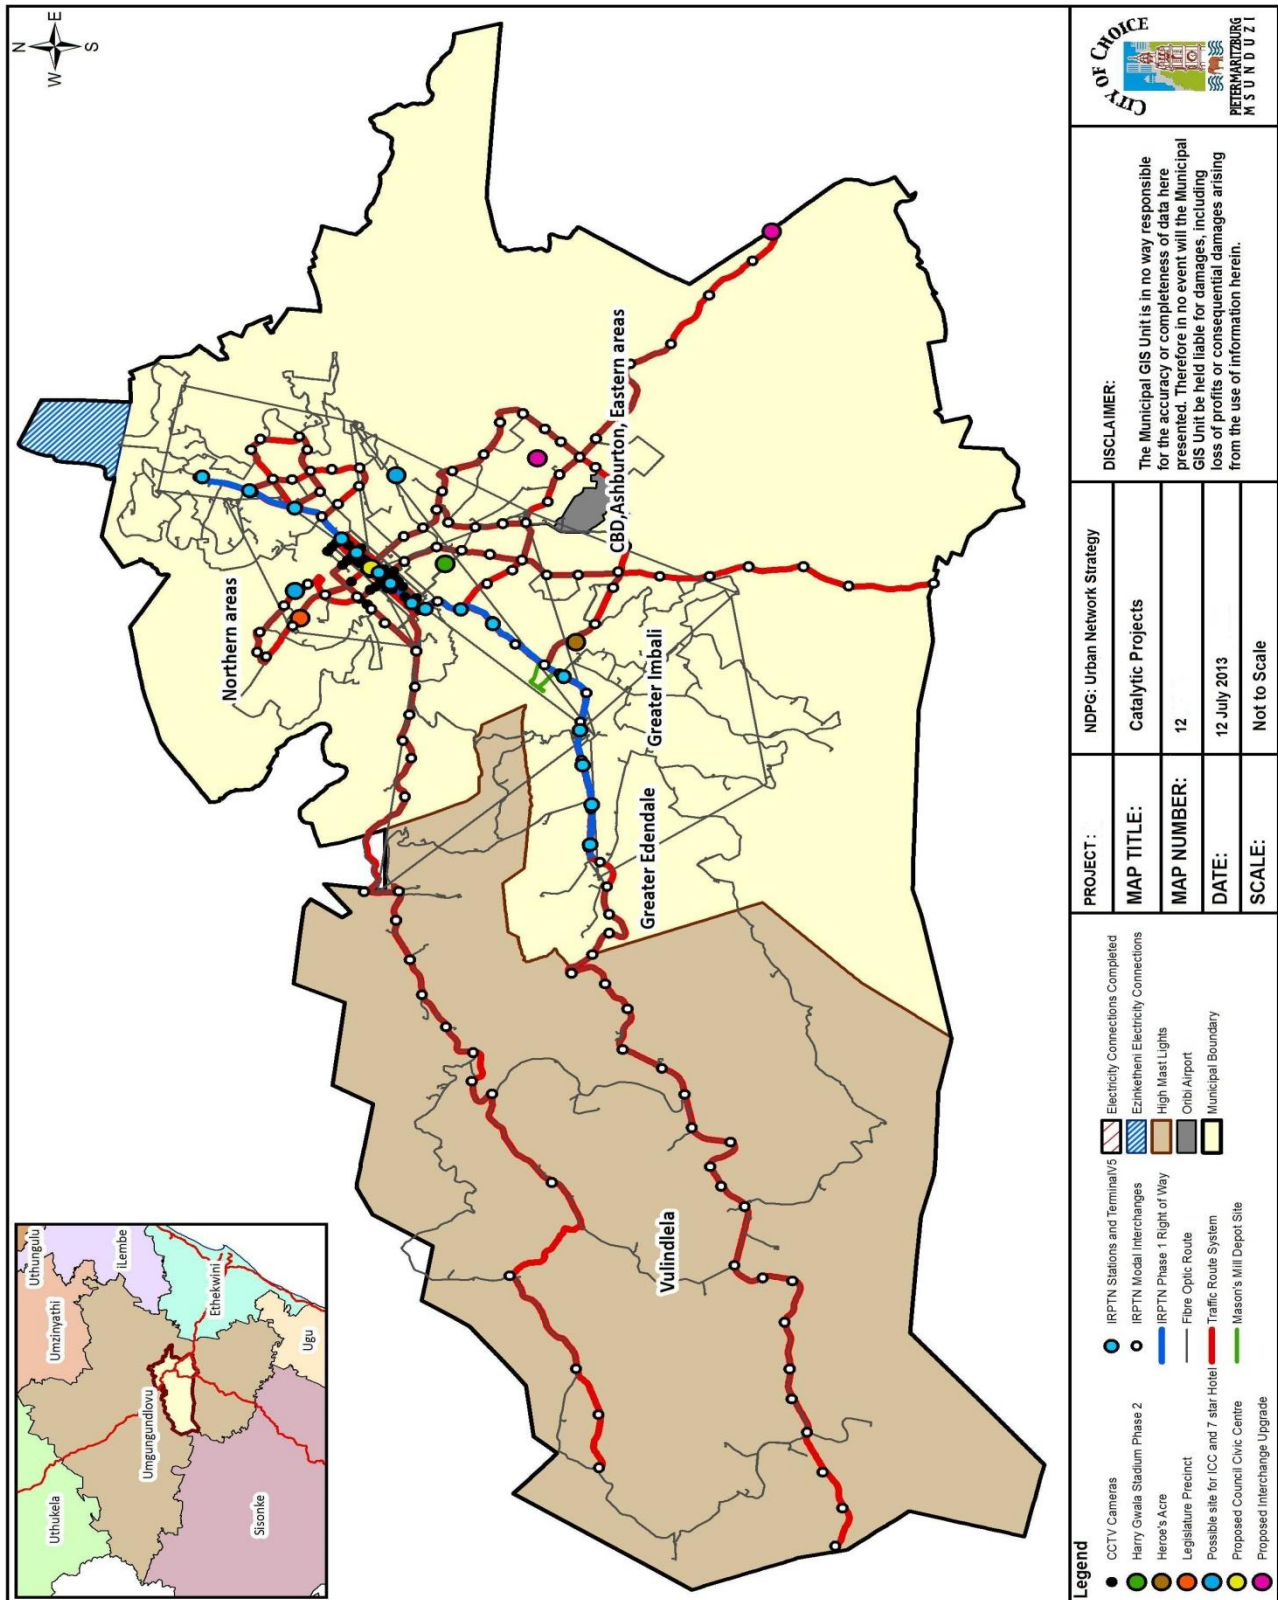 N
E
W
S
Uthungulu
Umzinyathi
iLembe
Uthukela
Umgungundlovu
Ethekwini
Ugu
Sisonke
Northern areas
CBD,Ashburton, Eastern areas
Greater Imbali
Greater Edendale
Vulindlela
Legend
CCTV Cameras
Harry Gwala Stadium Phase 2
Heroe's Acre
Legislature Precinct
Possible site for ICC and 7 star Hotel
Proposed Council Civic Centre
Proposed Interchange Upgrade
IRPTN Stations and TerminalV5
IRPTN Modal Interchanges
IRPTN Phase 1 Right of Way
Fibre Optic Route
Traffic Route System
Mason's Mill Depot Site
Electricity Connections Completed
Ezinketheni Electricity Connections
High Mast Lights
Oribi Airport
Municipal Boundary
PROJECT :
NDPG: Urban Network Strategy
MAP TITLE:
Catalytic Projects
MAP NUMBER:
12
DATE:
12 July 2013
SCALE:
Not to Scale
DISCLAIMER:
The Municipal GIS Unit is in no way responsible
for the accuracy or completeness of data here
presented. Therefore in no event will the Municipal
GIS Unit be held liable for damages, including
loss of profits or consequential damages arising
from the use of information herein.
CITY OF CHOICE
PIETERMARITZBURG
MSUNDUZI